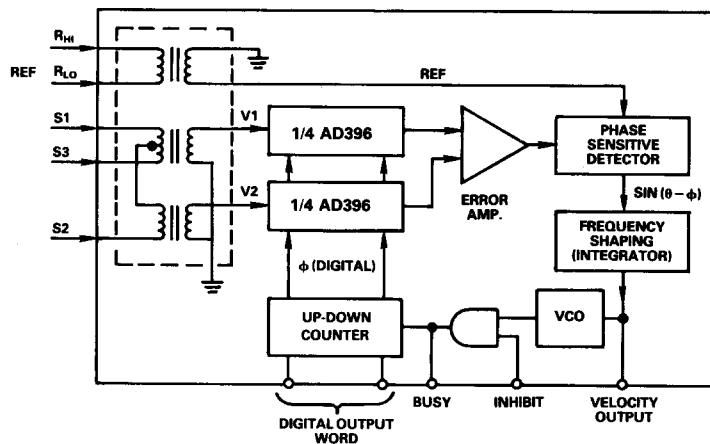 R_HI
REF
R_LO
REF
S1
V1
1/4 AD396
PHASE
SENSITIVE
DETECTOR
S3
V2
1/4 AD396
ERROR
AMP.
SIN (θ – ϕ)
S2
FREQUENCY
SHAPING
(INTEGRATOR)
ϕ (DIGITAL)
UP-DOWN
COUNTER
VCO
BUSY
INHIBIT
VELOCITY
OUTPUT
DIGITAL OUTPUT
WORD